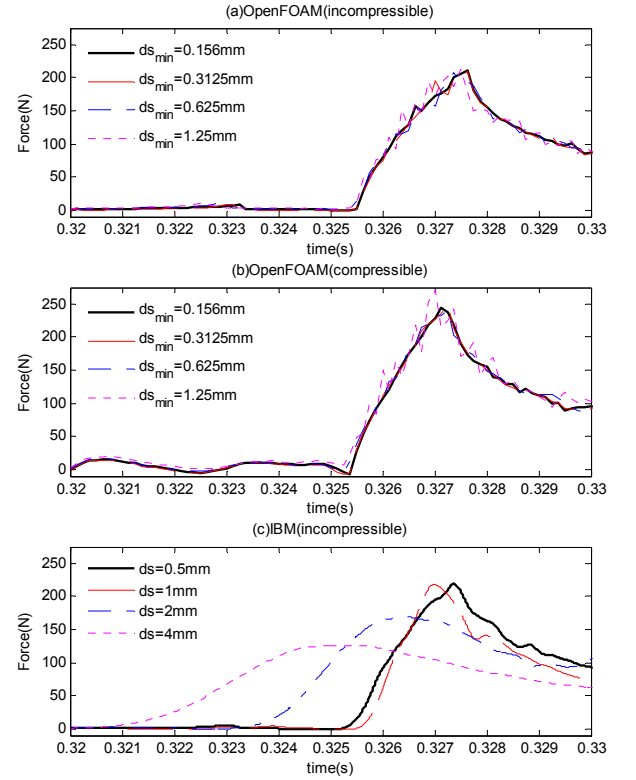 (a)OpenFOAM(incompressible)
ds_min=0.156mm
ds_min=0.3125mm
ds_min=0.625mm
ds_min=1.25mm
Force(N)
200
150
100
50
0
0.32 0.321 0.322 0.323 0.324 0.325 0.326 0.327 0.328 0.329 0.33
time(s)
(b)OpenFOAM(compressible)
ds_min=0.156mm
ds_min=0.3125mm
ds_min=0.625mm
ds_min=1.25mm
Force(N)
250
200
150
100
50
0
0.32 0.321 0.322 0.323 0.324 0.325 0.326 0.327 0.328 0.329 0.33
time(s)
(c)IBM(incompressible)
ds=0.5mm
ds=1mm
ds=2mm
ds=4mm
Force(N)
250
200
150
100
50
0
0.32 0.321 0.322 0.323 0.324 0.325 0.326 0.327 0.328 0.329 0.33
time(s)